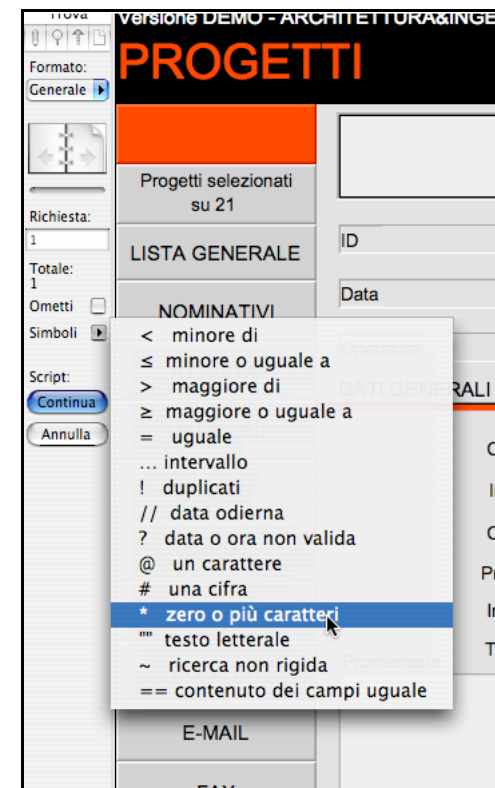 Trova
Versione DEMO - ARCHITETTURA&INGE
PROGETTI
Formato:
Generale
Richiesta:
1
Totale:
1
Ometti
Simboli
Script:
Continua
Annulla
Progetti selezionati
su 21
LISTA GENERALE
NOMINATIVI
ID
Data
Operatore
DATI GENERALI
< minore di
≤ minore o uguale a
> maggiore di
≥ maggiore o uguale a
= uguale
... intervallo
! duplicati
// data odierna
? data o ora non valida
@ un carattere
# una cifra
* zero o più caratteri
"" testo letterale
~ ricerca non rigida
== contenuto dei campi uguale
Promemoria
E-MAIL
FAX